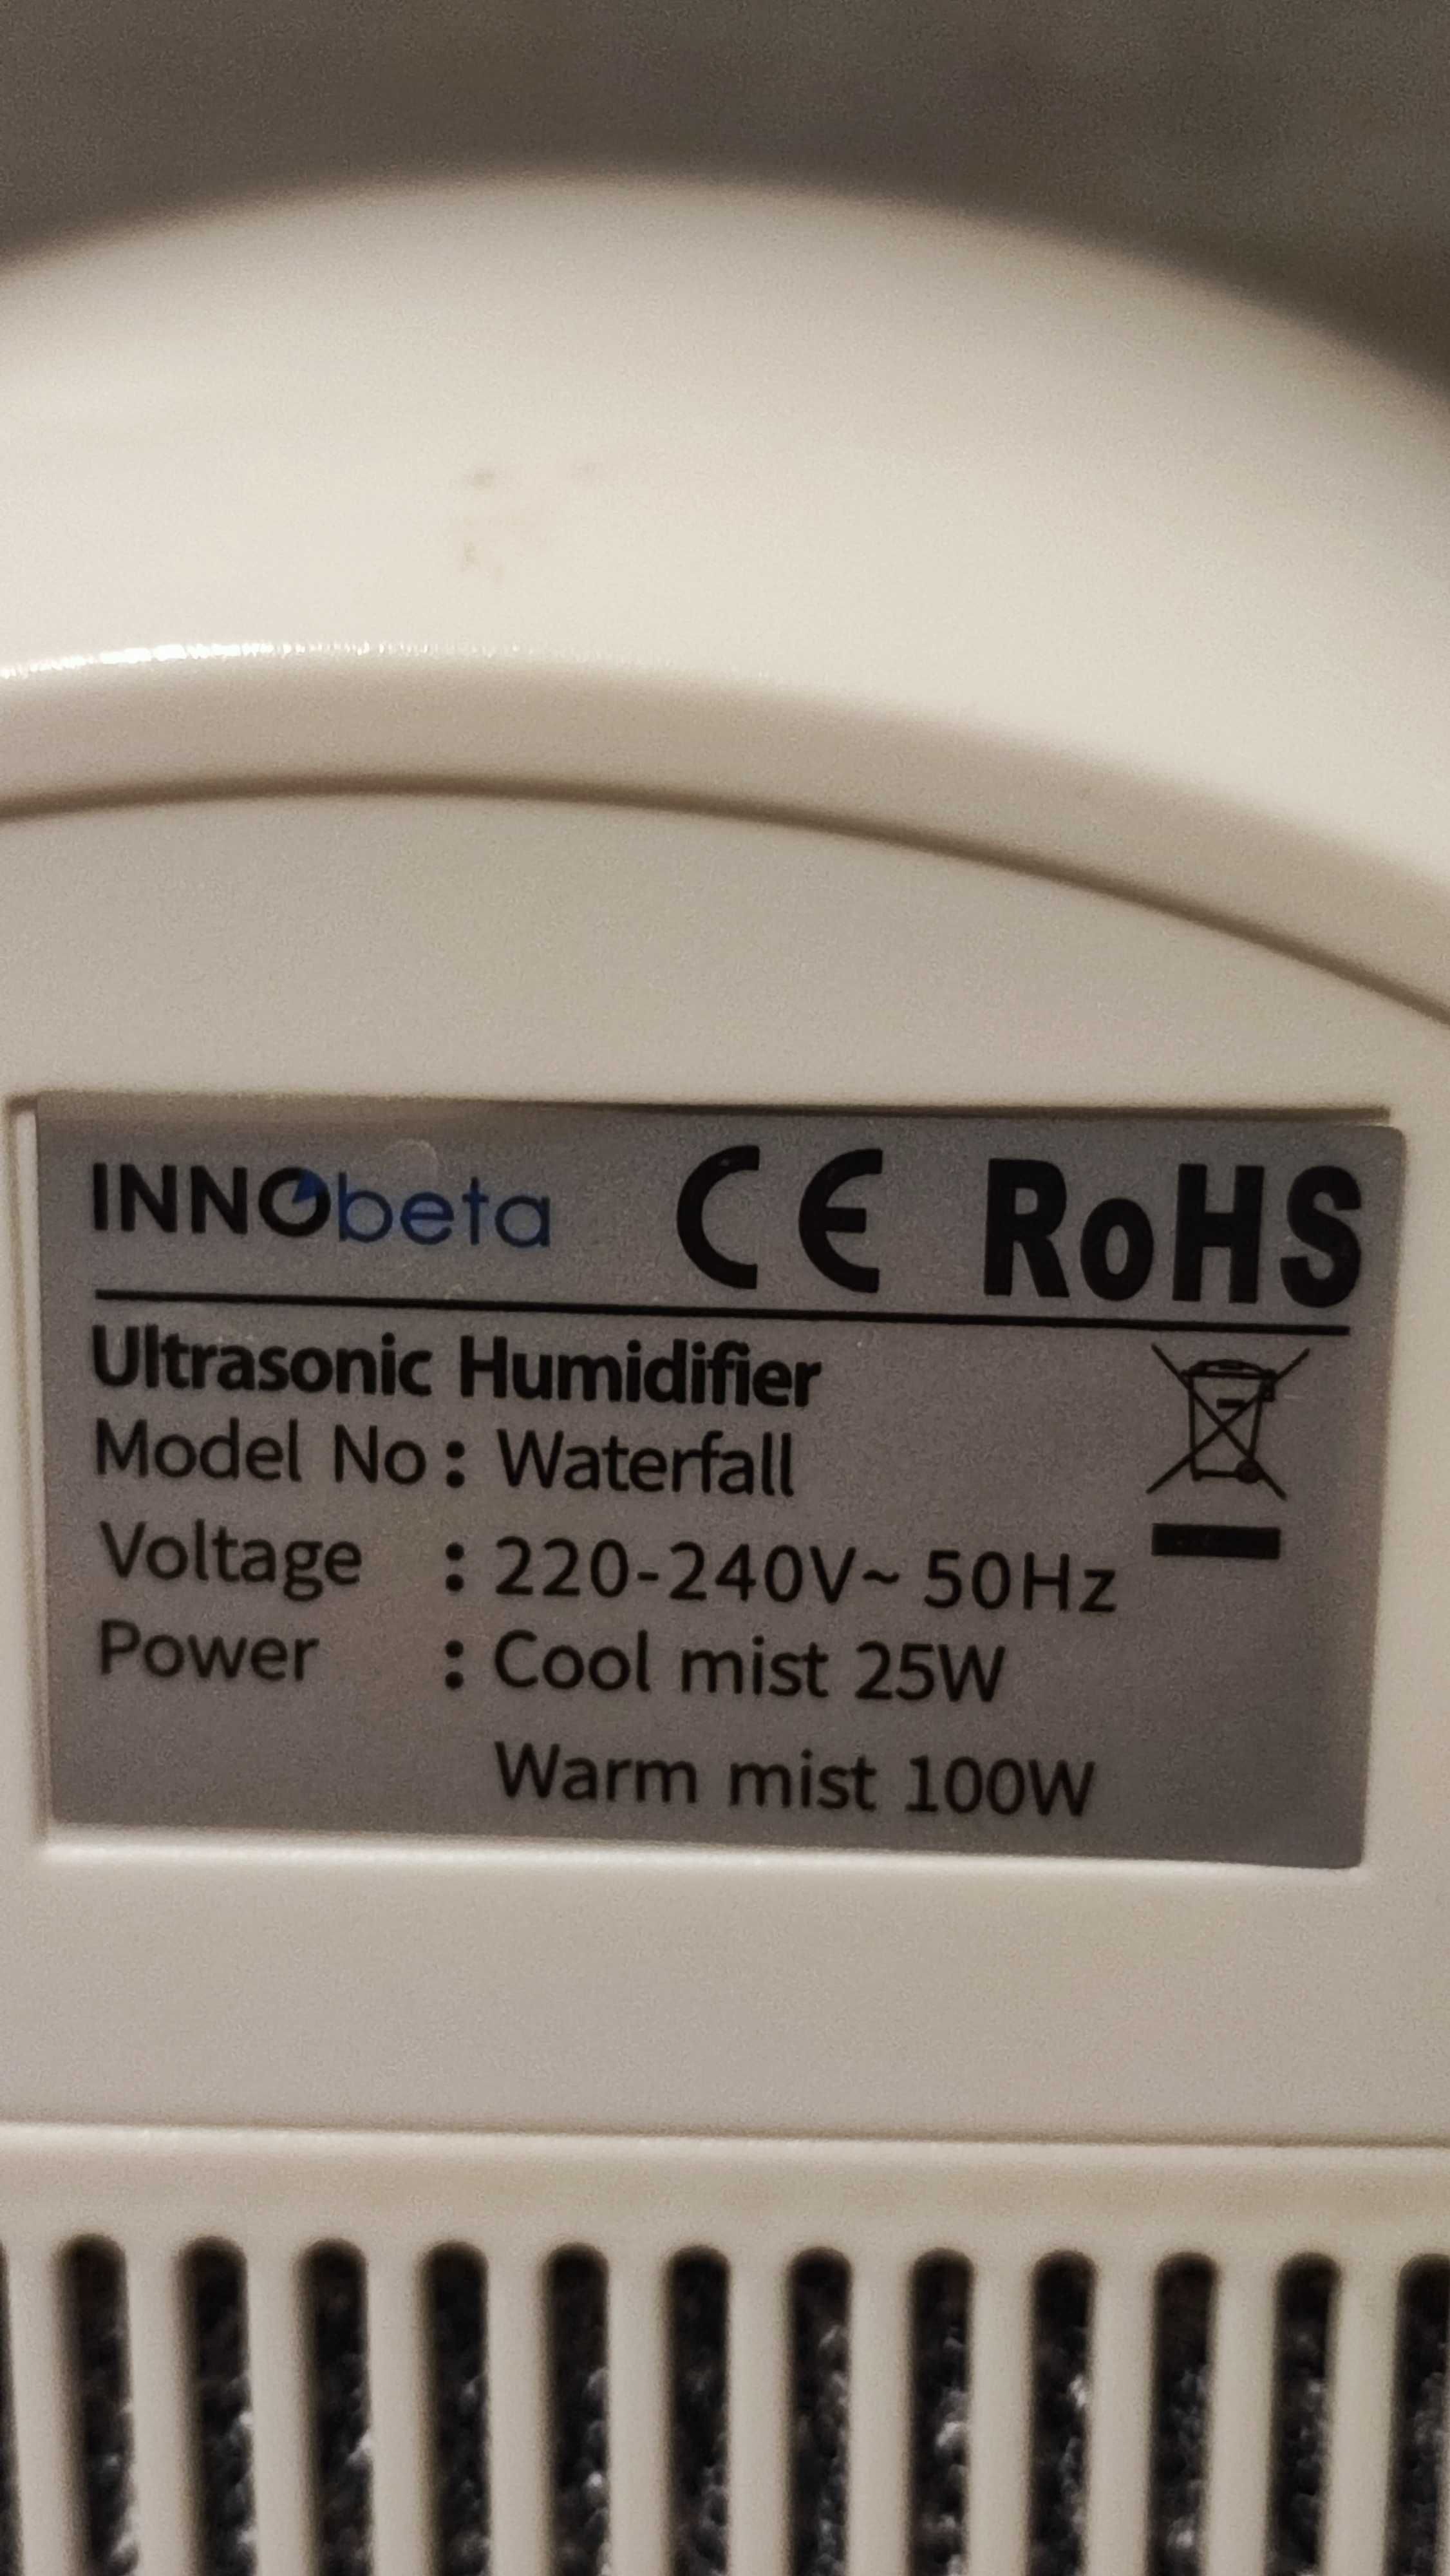 INNObeta CE RoHS
Ultrasonic Humidifier
Model No : Waterfall
Voltage : 220-240V~ 50Hz
Power : Cool mist 25W
Warm mist 100W